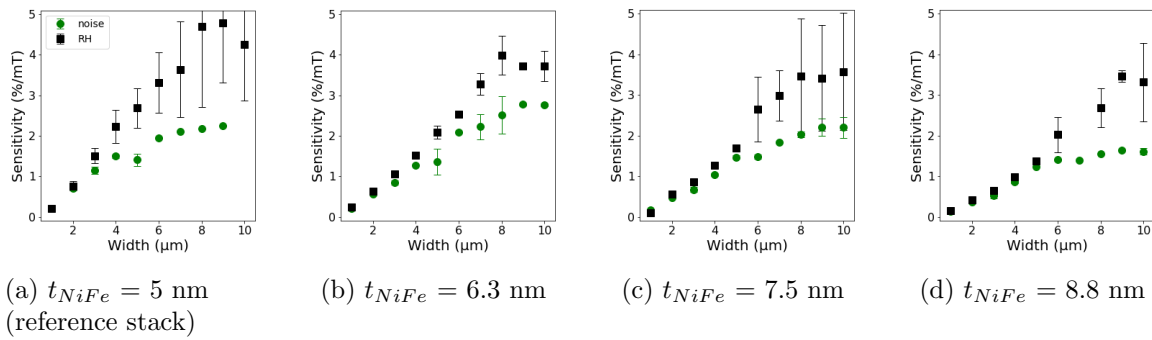 noise
RH
Sensitivity (%/mT)
5
4
3
2
1
0
2 4 6 8 10
Width (μm)
Sensitivity (%/mT)
5
4
3
2
1
0
2 4 6 8 10
Width (μm)
Sensitivity (%/mT)
5
4
3
2
1
0
2 4 6 8 10
Width (μm)
Sensitivity (%/mT)
5
4
3
2
1
0
2 4 6 8 10
Width (μm)
(a) t_NiFe = 5 nm
(reference stack)
(b) t_NiFe = 6.3 nm
(c) t_NiFe = 7.5 nm
(d) t_NiFe = 8.8 nm